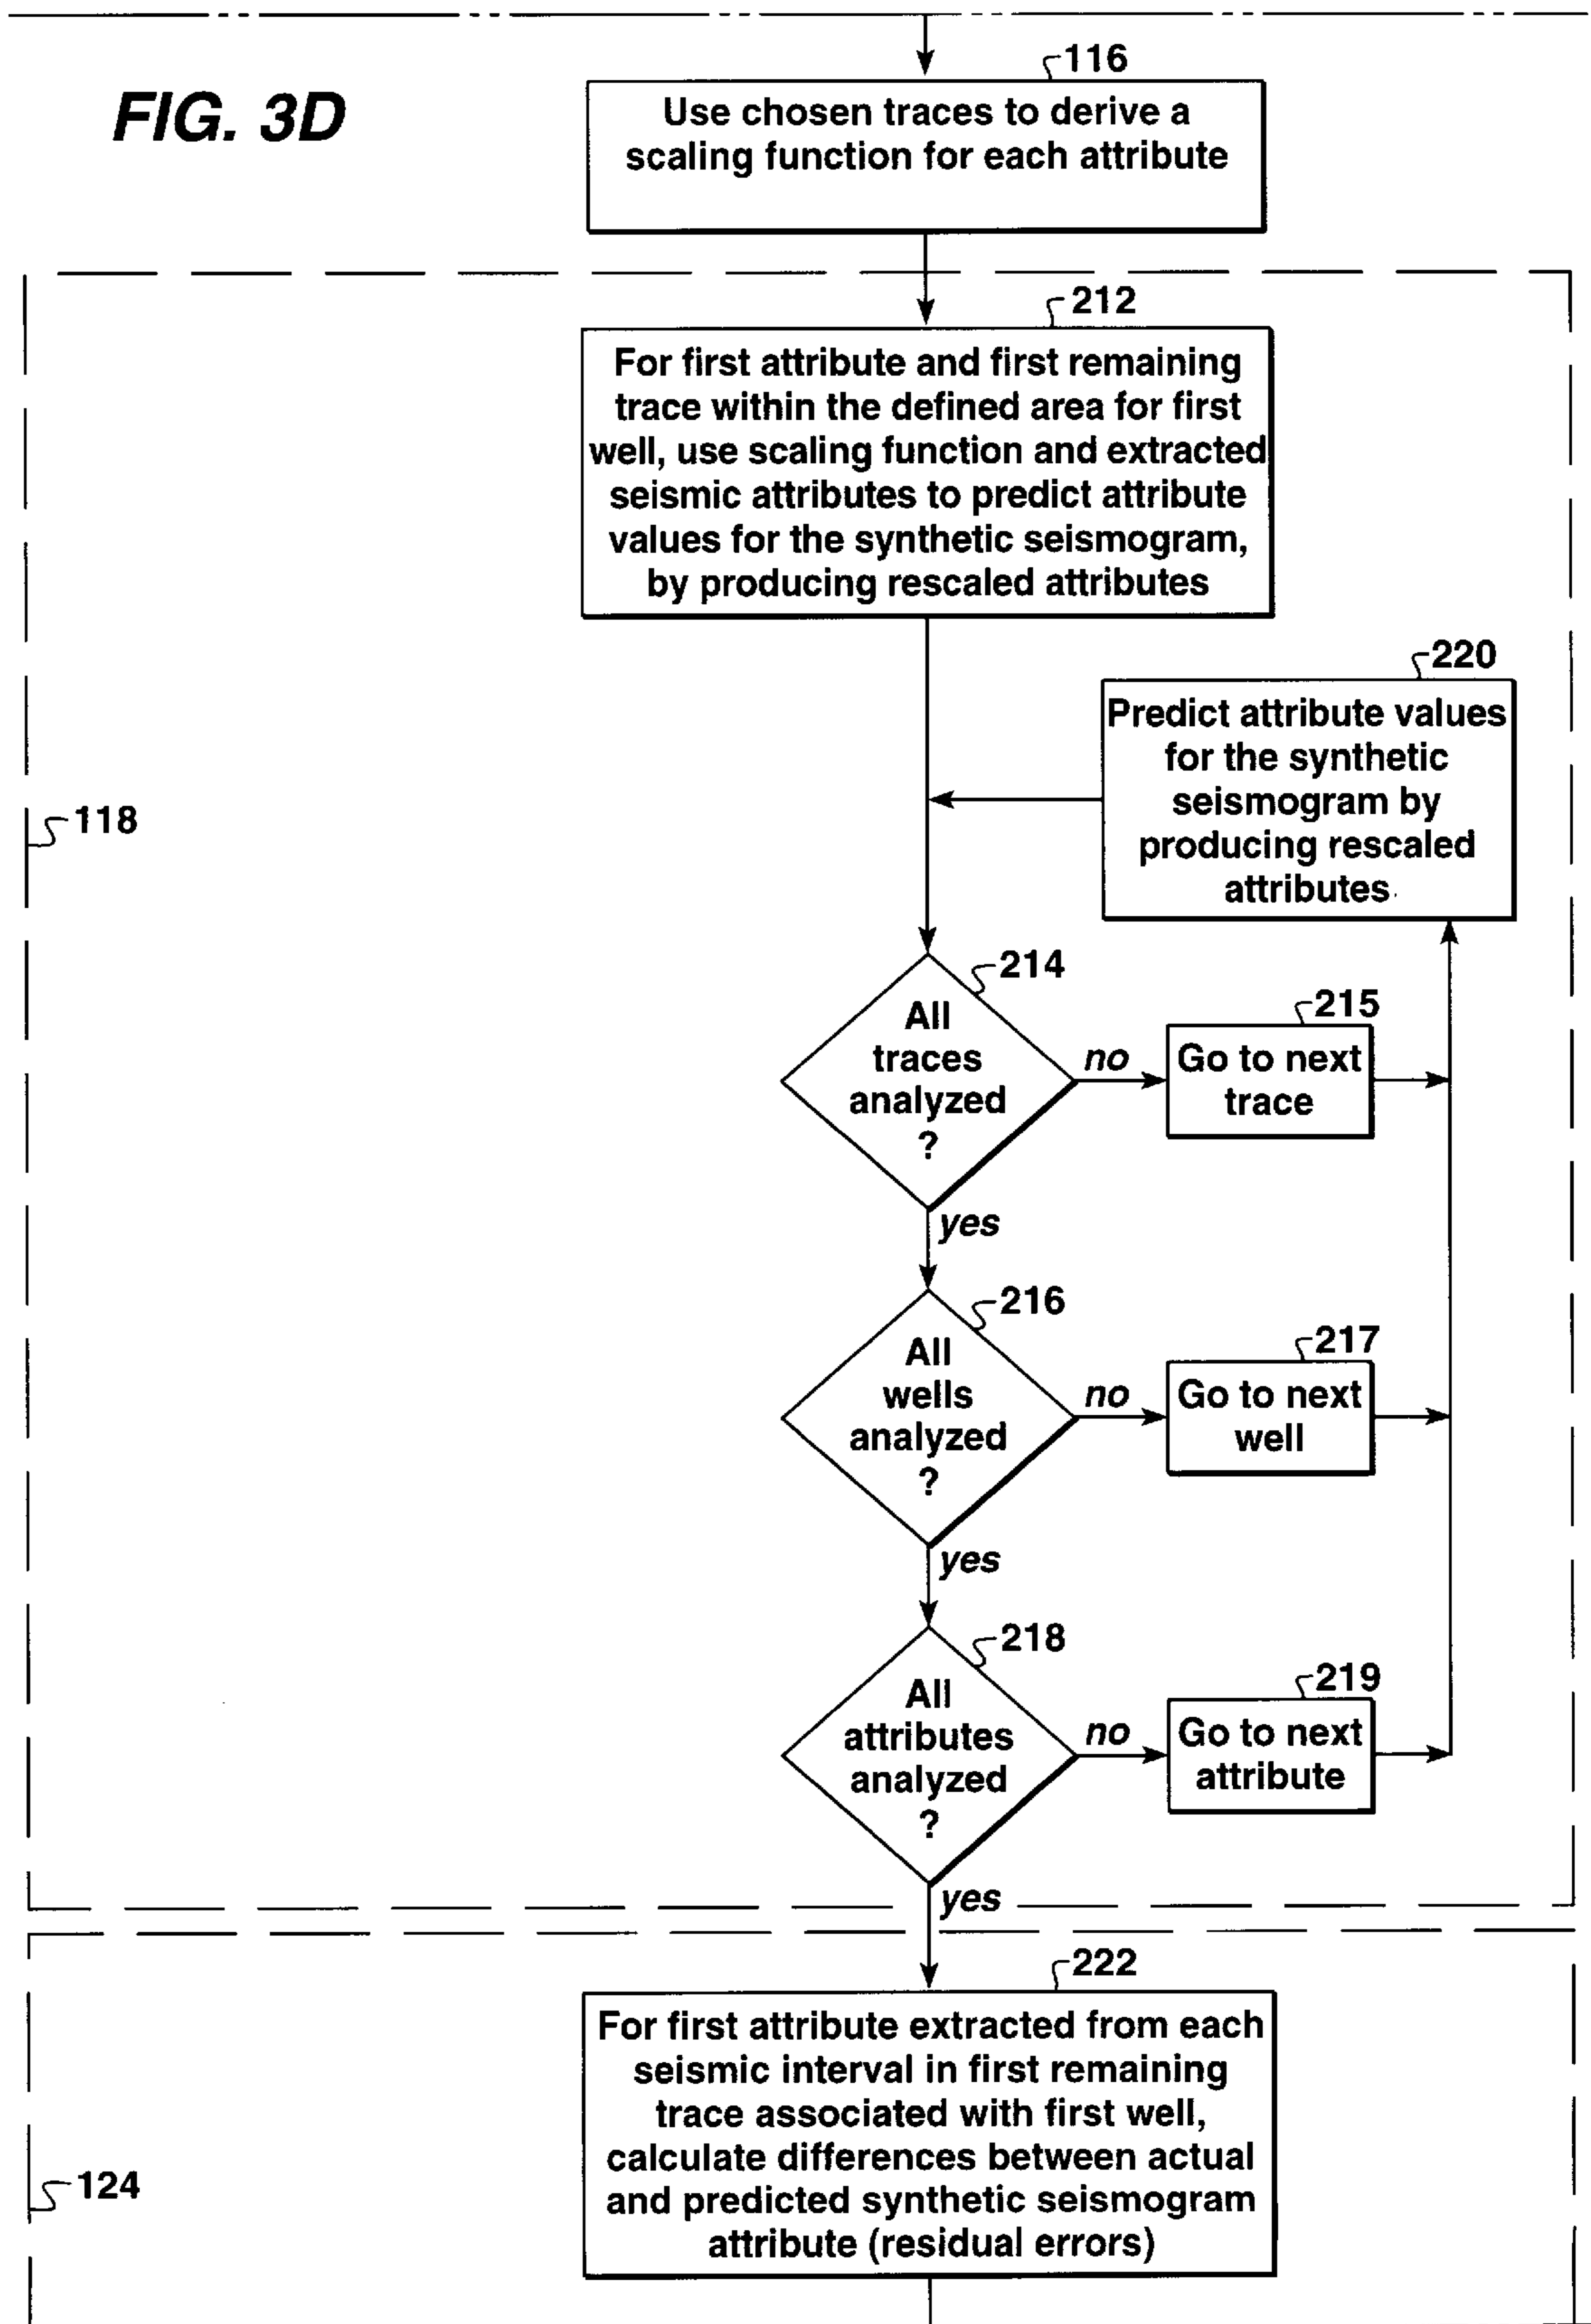 FIG. 3D
116
Use chosen traces to derive a
scaling function for each attribute
212
For first attribute and first remaining
trace within the defined area for first
well, use scaling function and extracted
seismic attributes to predict attribute
values for the synthetic seismogram,
by producing rescaled attributes
220
Predict attribute values
for the synthetic
seismogram by
producing rescaled
attributes
118
214
All
traces
analyzed
?
no
215
Go to next
trace
yes
216
All
wells
analyzed
?
no
217
Go to next
well
yes
218
All
attributes
analyzed
?
no
219
Go to next
attribute
yes
222
For first attribute extracted from each
seismic interval in first remaining
trace associated with first well,
calculate differences between actual
and predicted synthetic seismogram
attribute (residual errors)
124